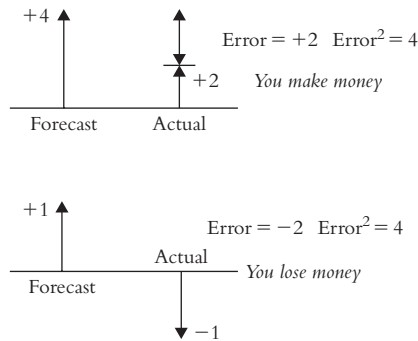 +4
Error = +2 Error² = 4
+2 You make money
Forecast Actual
+1
Error = −2 Error² = 4
Actual
You lose money
Forecast
−1